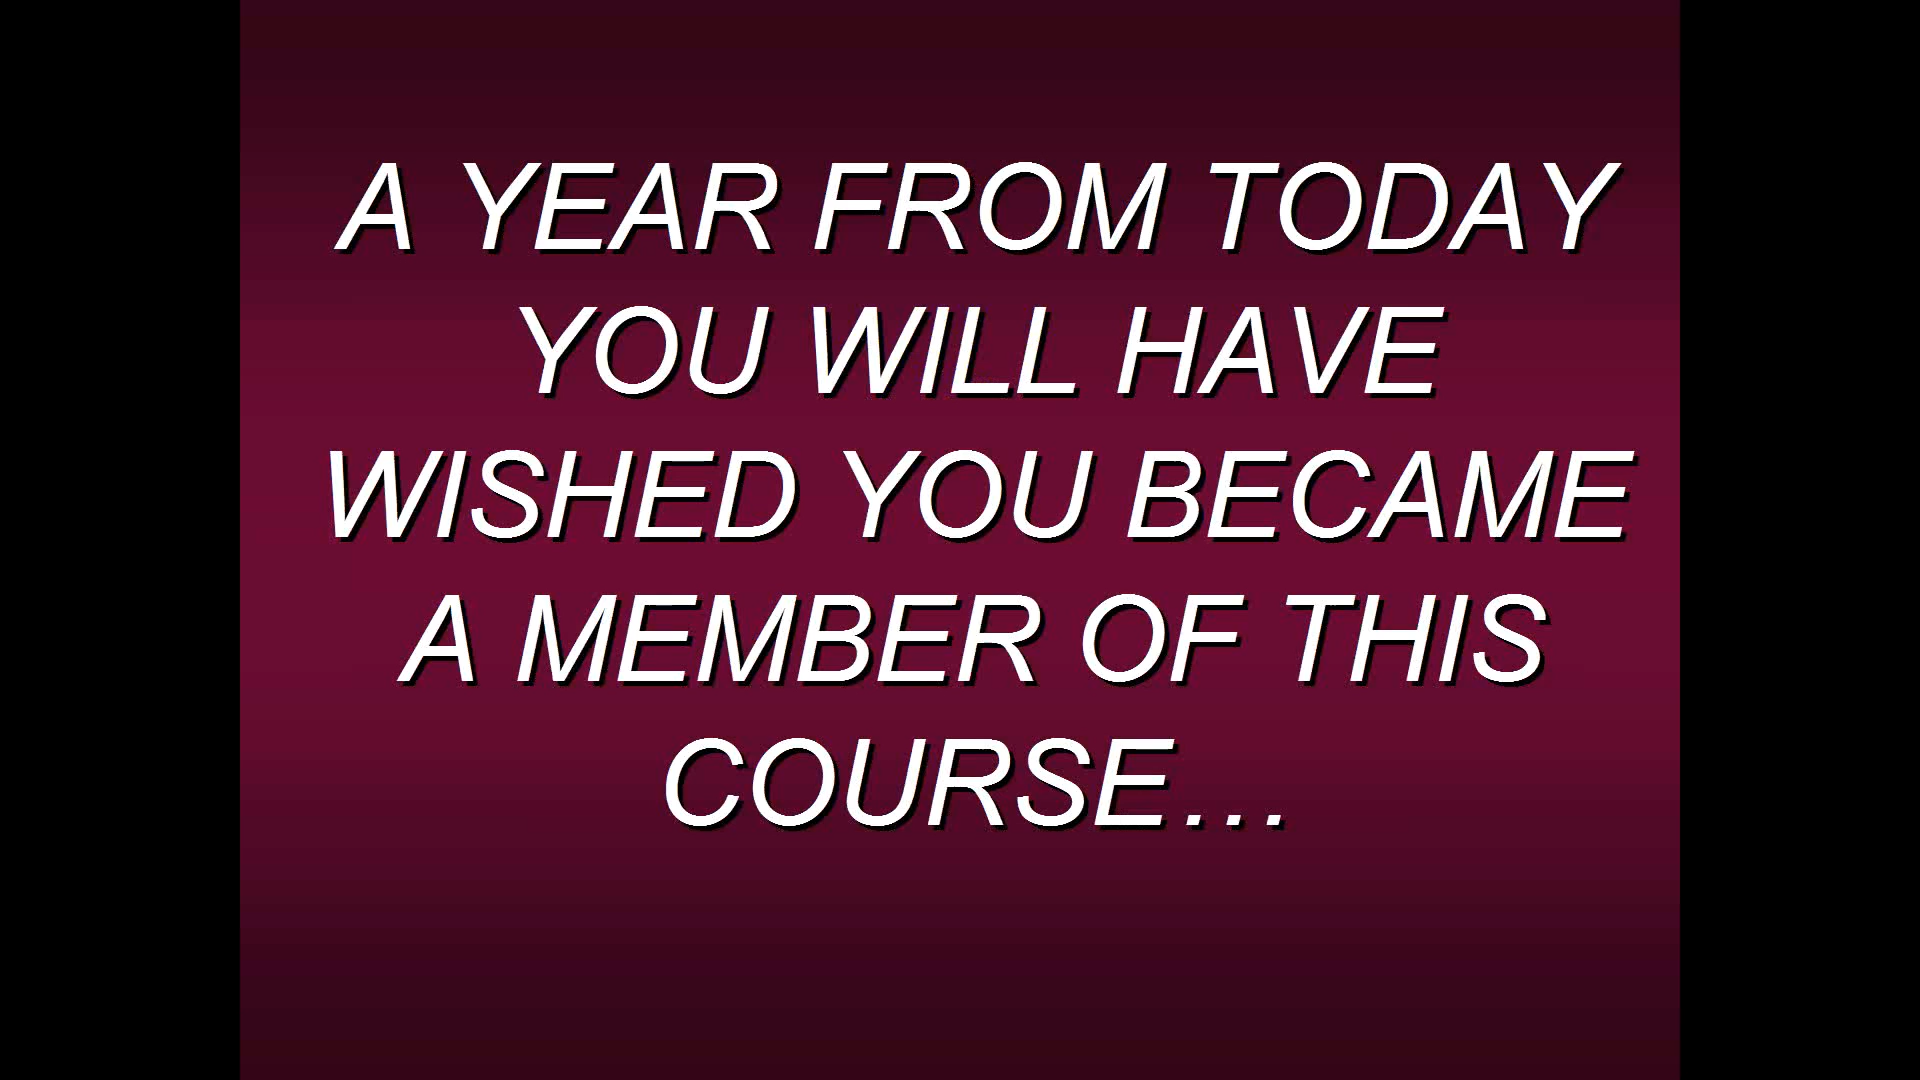 A YEAR FROM TODAY
YOU WILL HAVE
WISHED YOU BECAME
A MEMBER OF THIS
COURSE…